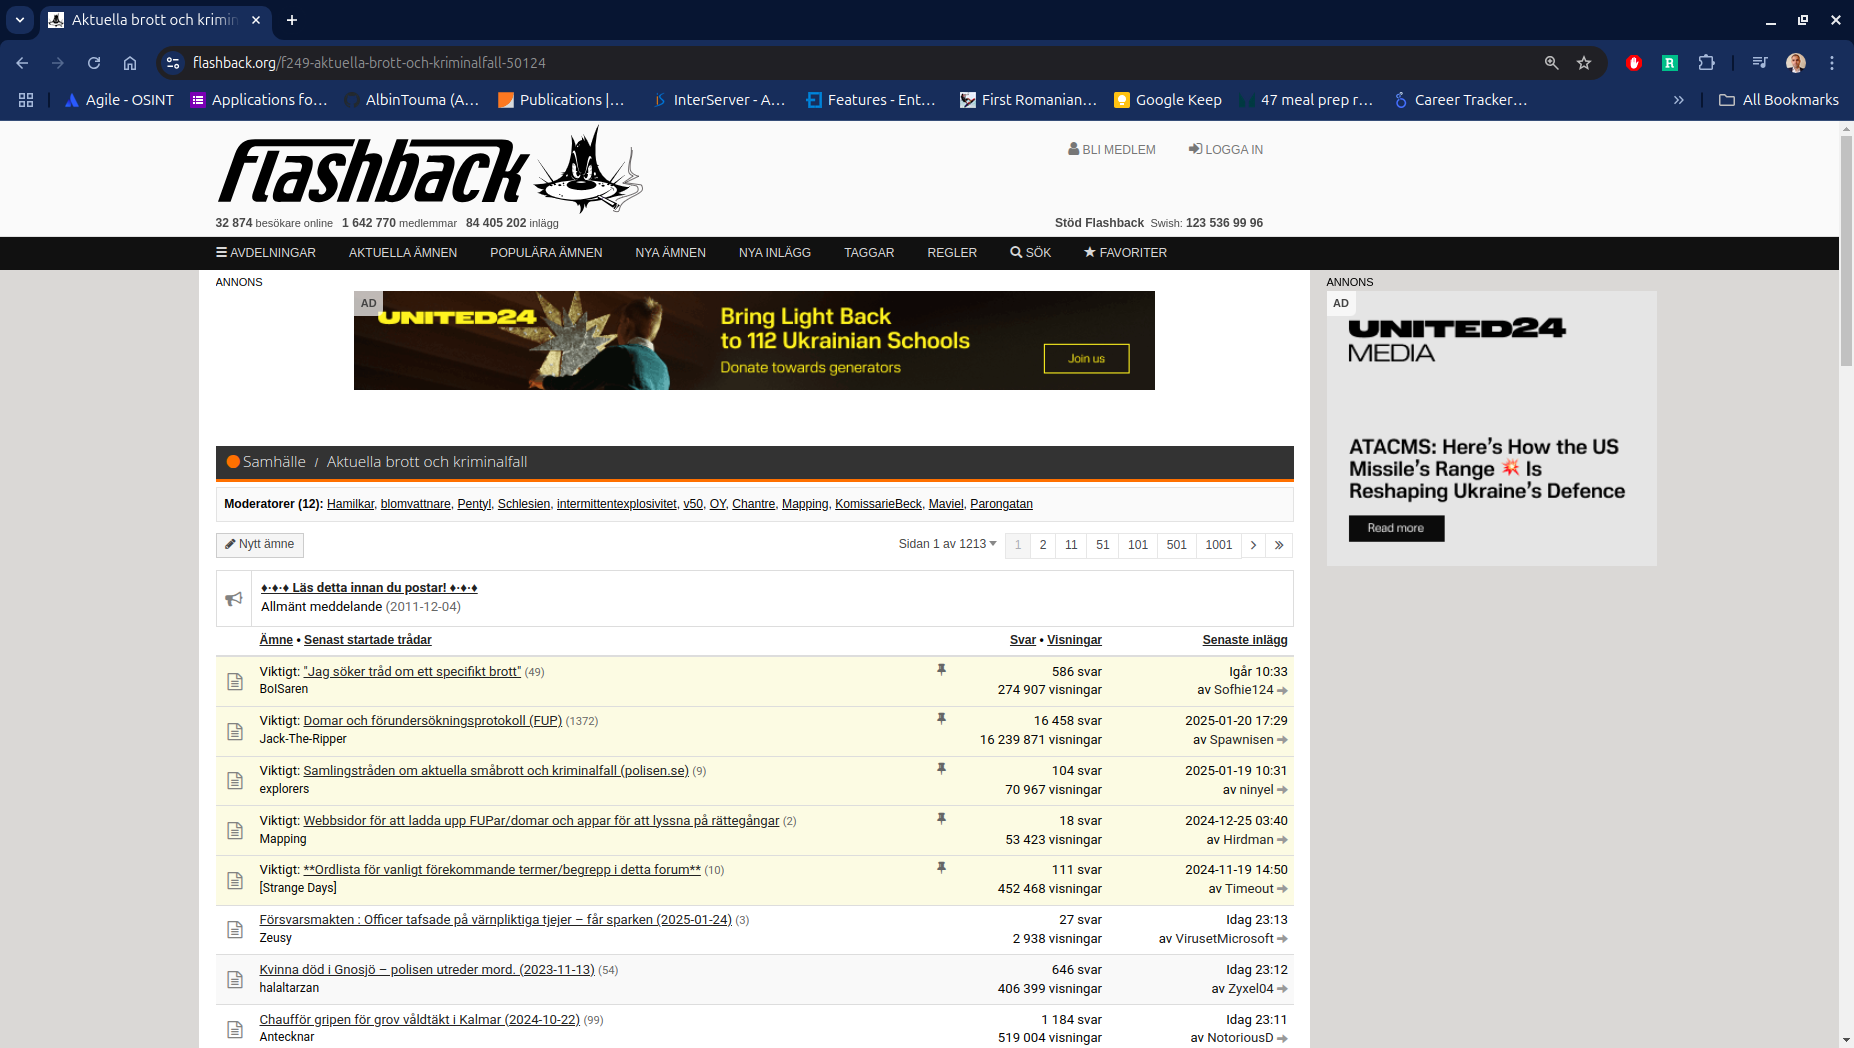 Aktuella brott och krimin
flashback.org/f249-aktuella-brott-och-kriminalfall-50124
Agile - OSINT
Applications fo...
AlbinTouma (A...
Publications |...
InterServer - A...
Features - Ent...
First Romanian...
Google Keep
47 meal prep r...
Career Tracker...
All Bookmarks
flashback
BLI MEDLEM
LOGGA IN
32 874 besökare online 1 642 770 medlemmar 84 405 202 inlägg
Stöd Flashback Swish: 123 536 99 96
AVDELNINGAR AKTUELLA ÄMNEN POPULÄRA ÄMNEN NYA ÄMNEN NYA INLÄGG TAGGAR REGLER SÖK FAVORITER
ANNONS
AD
UNITED24
Bring Light Back
to 112 Ukrainian Schools
Donate towards generators
Join us
ANNONS
AD
UNITED24
MEDIA
ATACMS: Here's How the US
Missile's Range 💥 Is
Reshaping Ukraine's Defence
Read more
Samhälle / Aktuella brott och kriminalfall
Moderatorer (12): Hamilkar, blomvattnare, Pentyl, Schlesien, intermittentexplosivitet, v50, OY, Chantre, Mapping, KomissarieBeck, Maviel, Parongatan
Nytt ämne
Sidan 1 av 1213
1 2 11 51 101 501 1001 › »
♦·♦·♦ Läs detta innan du postar! ♦·♦·♦
Allmänt meddelande (2011-12-04)
Ämne • Senast startade trådar Svar • Visningar Senaste inlägg
Viktigt: "Jag söker tråd om ett specifikt brott" (49) 586 svar Igår 10:33
BolSaren 274 907 visningar av Sofhie124
Viktigt: Domar och förundersökningsprotokoll (FUP) (1372) 16 458 svar 2025-01-20 17:29
Jack-The-Ripper 16 239 871 visningar av Spawnisen
Viktigt: Samlingstråden om aktuella småbrott och kriminalfall (polisen.se) (9) 104 svar 2025-01-19 10:31
explorers 70 967 visningar av ninyel
Viktigt: Webbsidor för att ladda upp FUPar/domar och appar för att lyssna på rättegångar (2) 18 svar 2024-12-25 03:40
Mapping 53 423 visningar av Hirdman
Viktigt: **Ordlista för vanligt förekommande termer/begrepp i detta forum** (10) 111 svar 2024-11-19 14:50
[Strange Days] 452 468 visningar av Timeout
Försvarsmakten : Officer tafsade på värnpliktiga tjejer – får sparken (2025-01-24) (3) 27 svar Idag 23:13
Zeusy 2 938 visningar av VirusetMicrosoft
Kvinna död i Gnosjö – polisen utreder mord. (2023-11-13) (54) 646 svar Idag 23:12
halaltarzan 406 399 visningar av Zyxel04
Chaufför gripen för grov våldtäkt i Kalmar (2024-10-22) (99) 1 184 svar Idag 23:11
Antecknar 519 004 visningar av NotoriousD